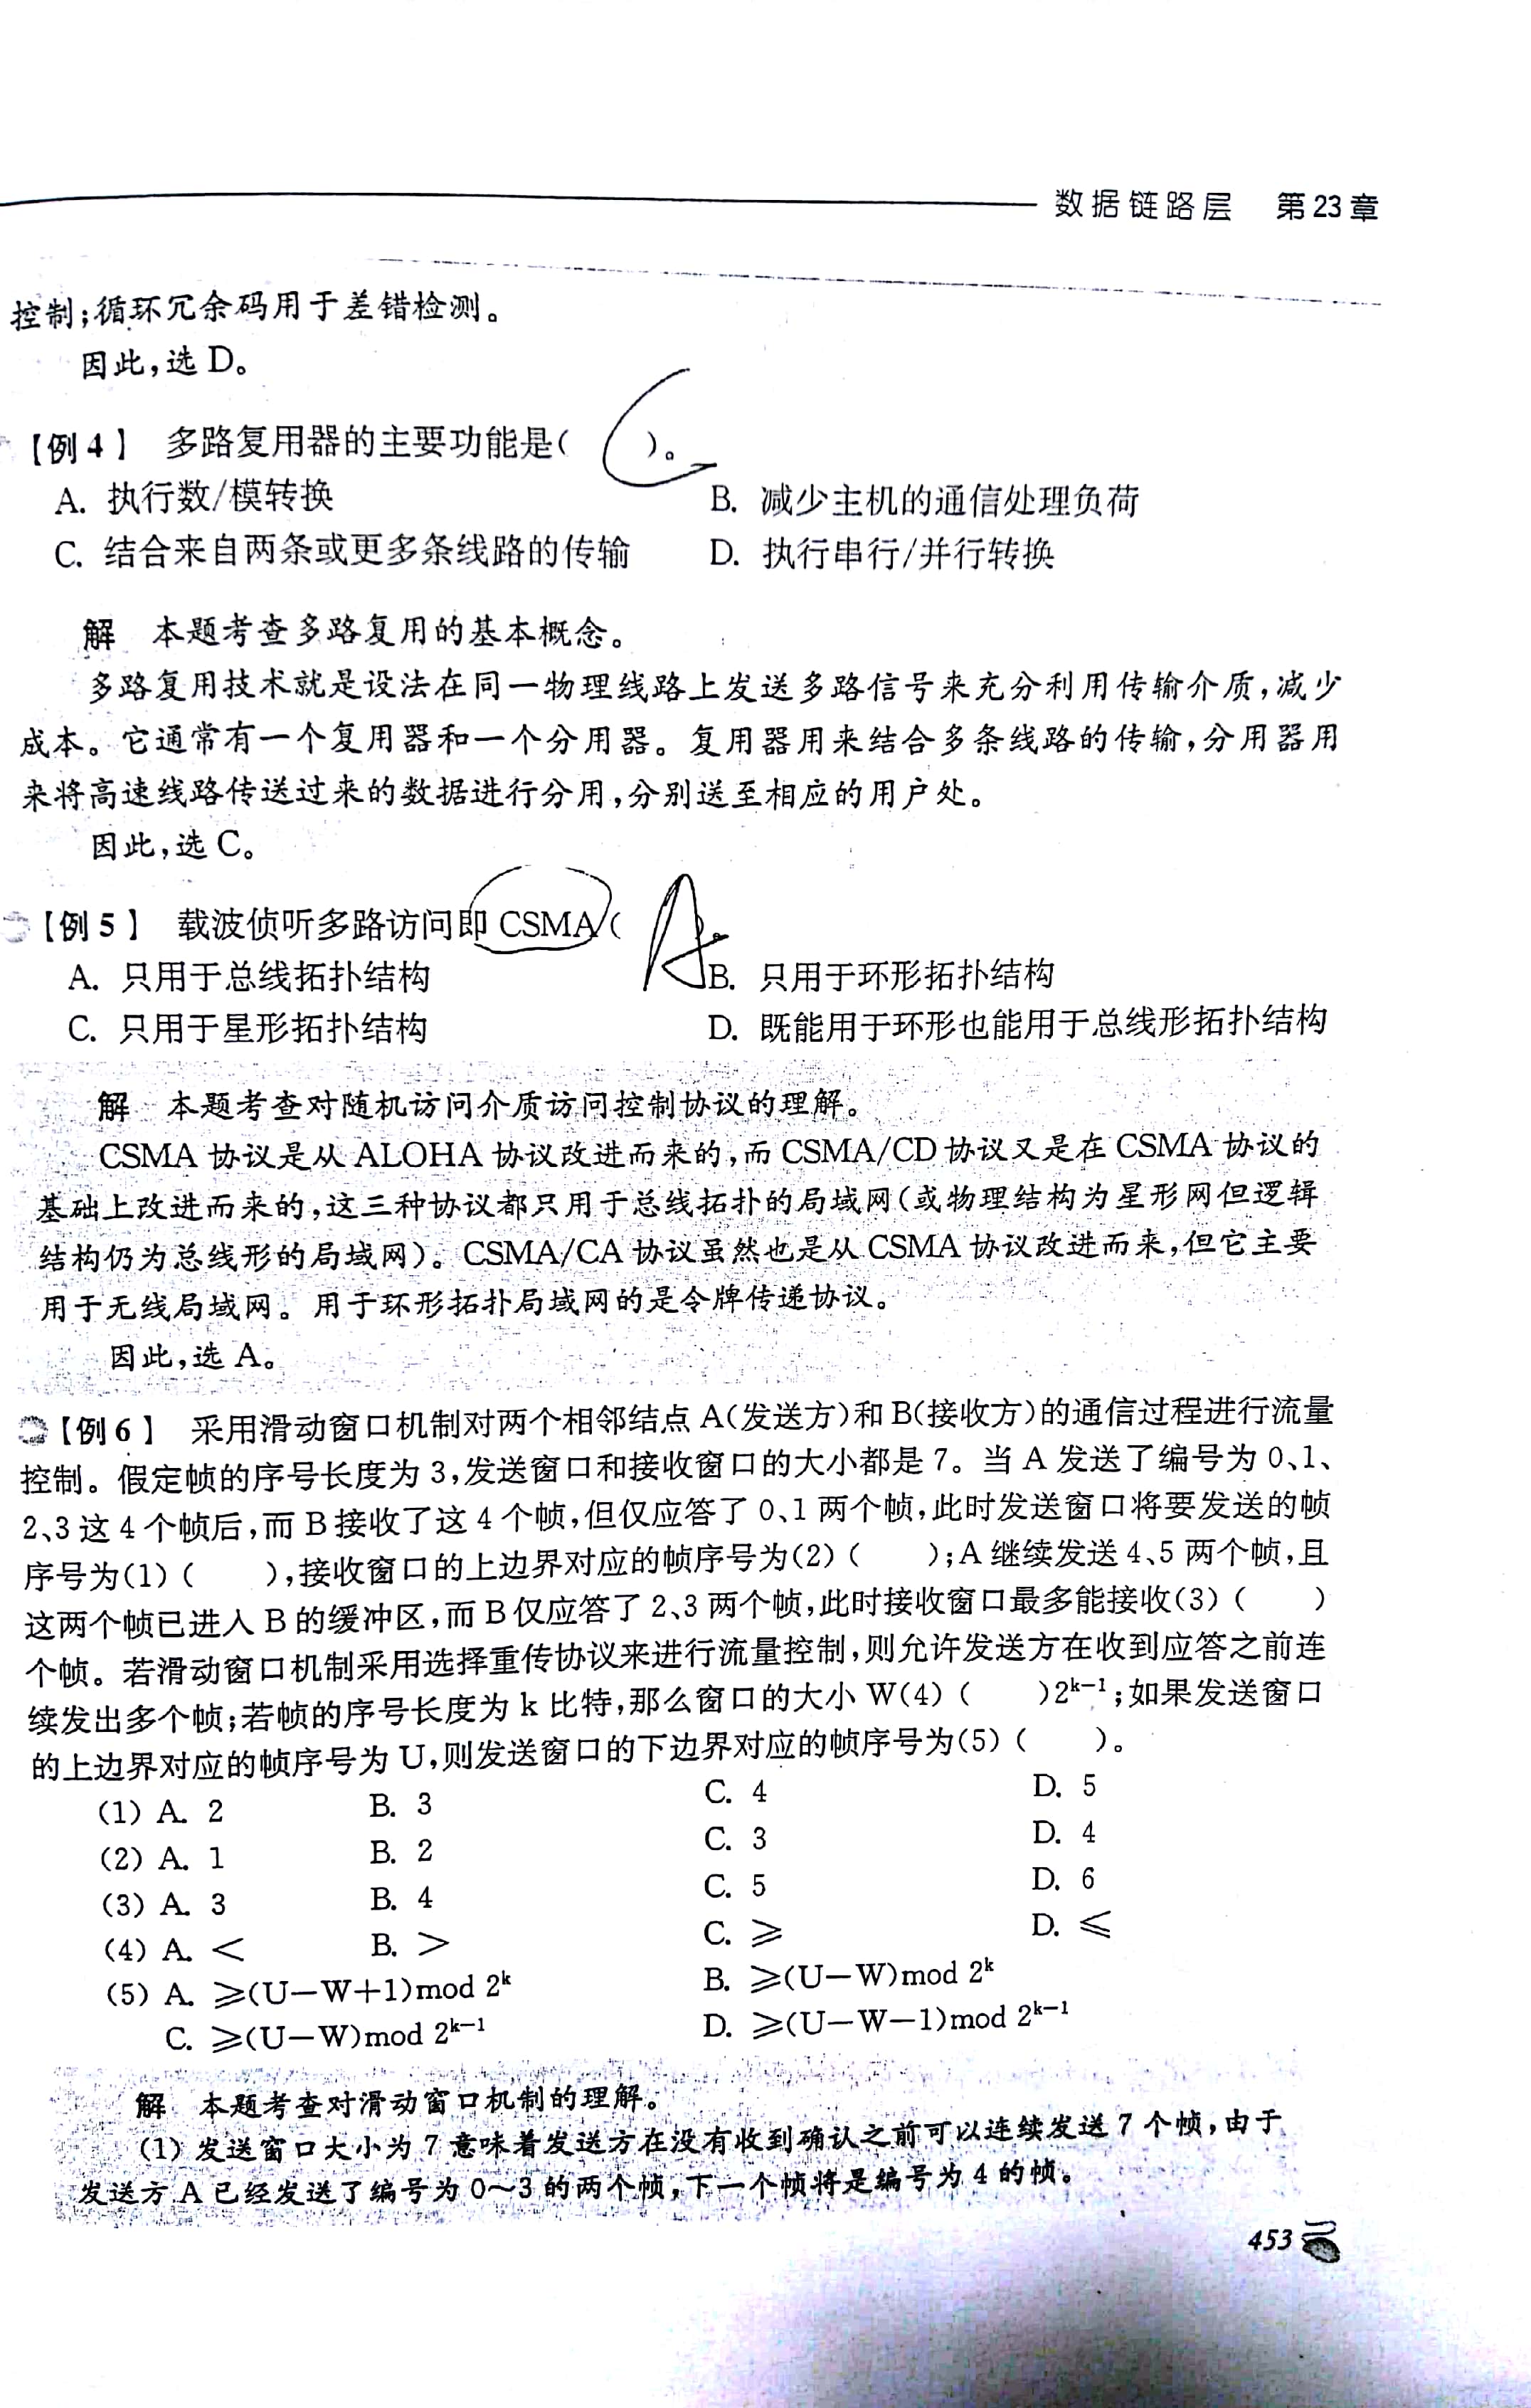 数据链路层 第23章
控制;循环冗余码用于差错检测。
因此,选 D。
【例 4】 多路复用器的主要功能是( C )。
A. 执行数/模转换 B. 减少主机的通信处理负荷
C. 结合来自两条或更多条线路的传输 D. 执行串行/并行转换
解 本题考查多路复用的基本概念。
多路复用技术就是设法在同一物理线路上发送多路信号来充分利用传输介质,减少
成本。它通常有一个复用器和一个分用器。复用器用来结合多条线路的传输,分用器用
来将高速线路传送过来的数据进行分用,分别送至相应的用户处。
因此,选 C。
【例 5】 载波侦听多路访问即 CSMA( A )。
A. 只用于总线拓扑结构 B. 只用于环形拓扑结构
C. 只用于星形拓扑结构 D. 既能用于环形也能用于总线形拓扑结构
解 本题考查对随机访问介质访问控制协议的理解。
CSMA 协议是从 ALOHA 协议改进而来的,而 CSMA/CD 协议又是在 CSMA 协议的
基础上改进而来的,这三种协议都只用于总线拓扑的局域网(或物理结构为星形网但逻辑
结构仍为总线形的局域网)。CSMA/CA 协议虽然也是从 CSMA 协议改进而来,但它主要
用于无线局域网。用于环形拓扑局域网的是令牌传递协议。
因此,选 A。
【例 6】 采用滑动窗口机制对两个相邻结点 A(发送方)和 B(接收方)的通信过程进行流量
控制。假定帧的序号长度为 3,发送窗口和接收窗口的大小都是 7。当 A 发送了编号为 0、1、
2、3 这 4 个帧后,而 B 接收了这 4 个帧,但仅应答了 0、1 两个帧,此时发送窗口将要发送的帧
序号为(1)( ),接收窗口的上边界对应的帧序号为(2)( );A 继续发送 4、5 两个帧,且
这两个帧已进入 B 的缓冲区,而 B 仅应答了 2、3 两个帧,此时接收窗口最多能接收(3)( )
个帧。若滑动窗口机制采用选择重传协议来进行流量控制,则允许发送方在收到应答之前连
续发出多个帧;若帧的序号长度为 k 比特,那么窗口的大小 W(4)( )2^{k-1};如果发送窗口
的上边界对应的帧序号为 U,则发送窗口的下边界对应的帧序号为(5)( )。
(1) A. 2 B. 3 C. 4 D. 5
(2) A. 1 B. 2 C. 3 D. 4
(3) A. 3 B. 4 C. 5 D. 6
(4) A. < B. > C. ⩾ D. ⩽
(5) A. ⩾(U-W+1)mod 2^k B. ⩾(U-W)mod 2^k
C. ⩾(U-W)mod 2^{k-1} D. ⩾(U-W-1)mod 2^{k-1}
解 本题考查对滑动窗口机制的理解。
(1) 发送窗口大小为 7 意味着发送方在没有收到确认之前可以连续发送 7 个帧,由于
发送方 A 已经发送了编号为 0~3 的两个帧,下一个帧将是编号为 4 的帧。
453